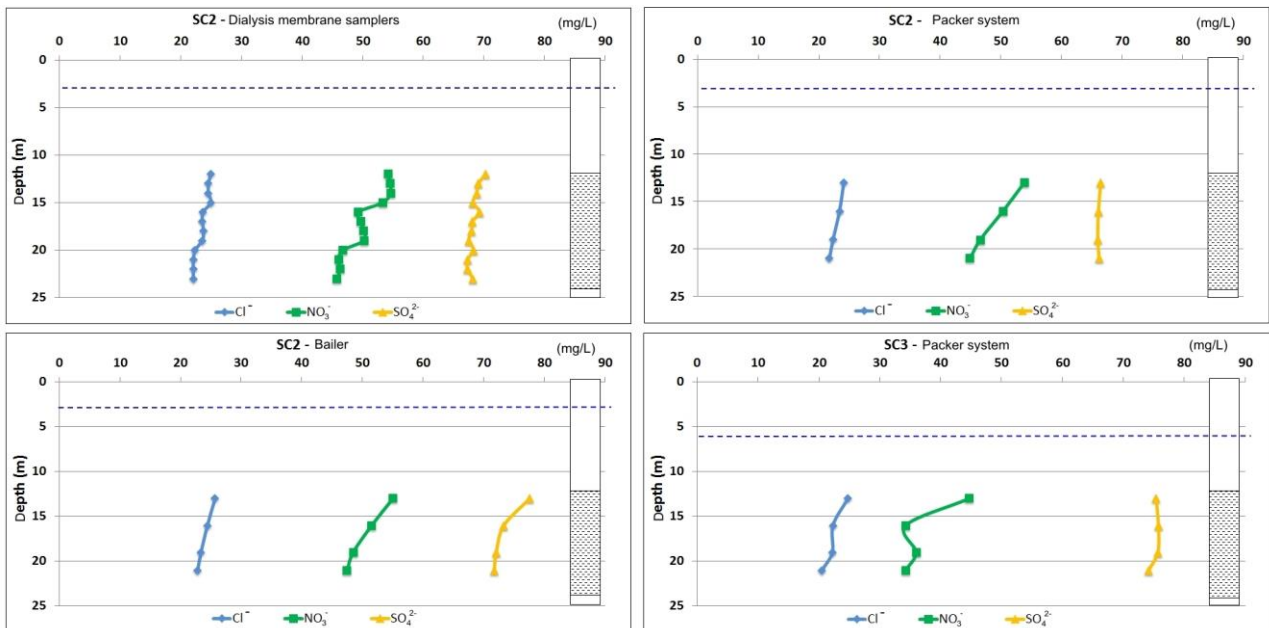 SC2 - Dialysis membrane samplers (mg/L)
0 10 20 30 40 50 60 70 80 90
0
5
10
15
20
25
Depth (m)
Cl⁻ NO₃⁻ SO₄²⁻
SC2 - Packer system (mg/L)
0 10 20 30 40 50 60 70 80 90
0
5
10
15
20
25
Depth (m)
Cl⁻ NO₃⁻ SO₄²⁻
SC2 - Bailer (mg/L)
0 10 20 30 40 50 60 70 80 90
0
5
10
15
20
25
Depth (m)
Cl⁻ NO₃⁻ SO₄²⁻
SC3 - Packer system (mg/L)
0 10 20 30 40 50 60 70 80 90
0
5
10
15
20
25
Depth (m)
Cl⁻ NO₃⁻ SO₄²⁻